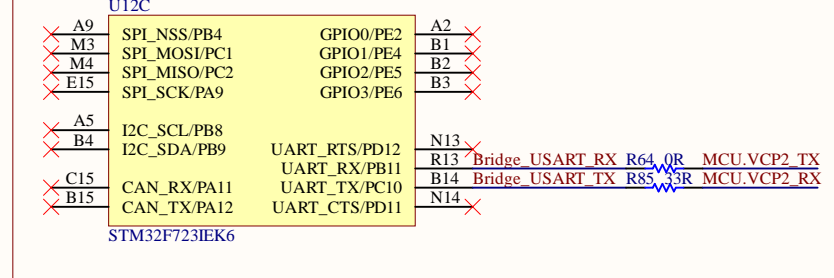 U12C
A9 SPI_NSS/PB4 GPIO0/PE2 A2
M3 SPI_MOSI/PC1 GPIO1/PE4 B1
M4 SPI_MISO/PC2 GPIO2/PE5 B2
E15 SPI_SCK/PA9 GPIO3/PE6 B3
A5 I2C_SCL/PB8
B4 I2C_SDA/PB9 UART_RTS/PD12 N13
UART_RX/PB11 R13 Bridge_USART_RX R64 0R MCU.VCP2_TX
C15 CAN_RX/PA11 UART_TX/PC10 B14 Bridge_USART_TX R85 33R MCU.VCP2_RX
B15 CAN_TX/PA12 UART_CTS/PD11 N14
STM32F723IEK6